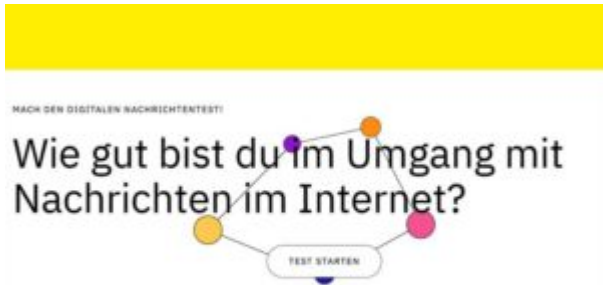 MACH DEN DIGITALEN NACHRICHTENTEST!
Wie gut bist du im Umgang mit
Nachrichten im Internet?
TEST STARTEN